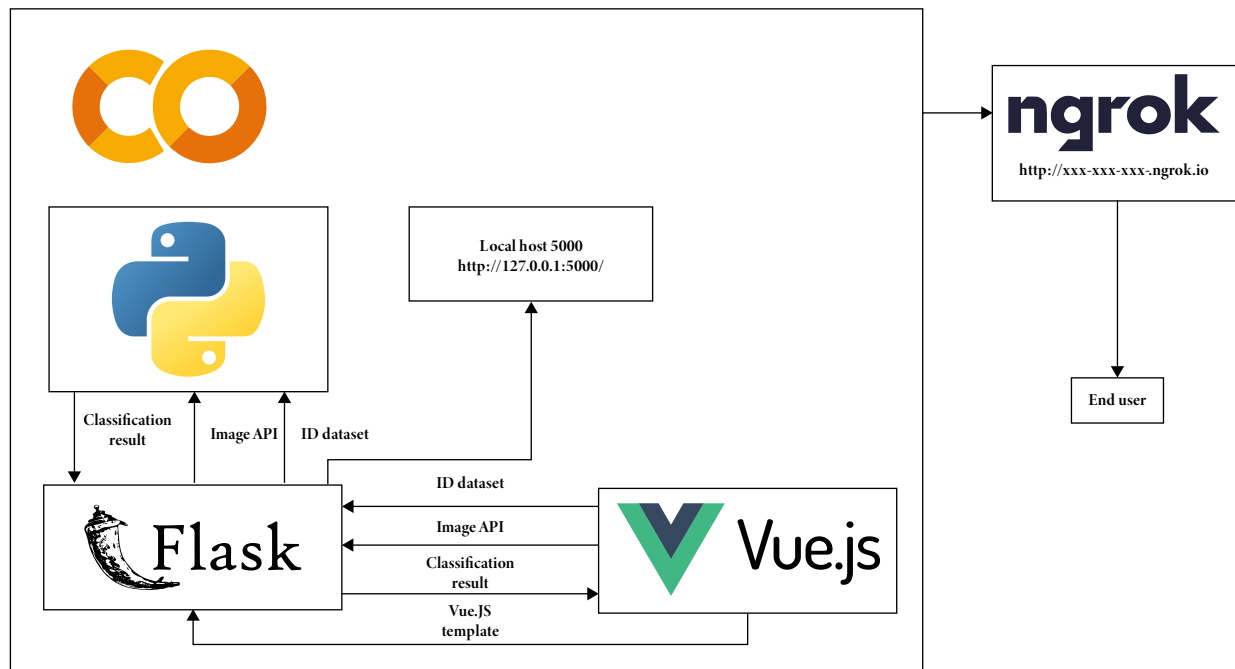 ngrok
http://xxx-xxx-xxx-.ngrok.io
Local host 5000
http://127.0.0.1:5000/
End user
Classification
result
Image API
ID dataset
ID dataset
Image API
Classification
result
Vue.JS
template
Flask
Vue.js